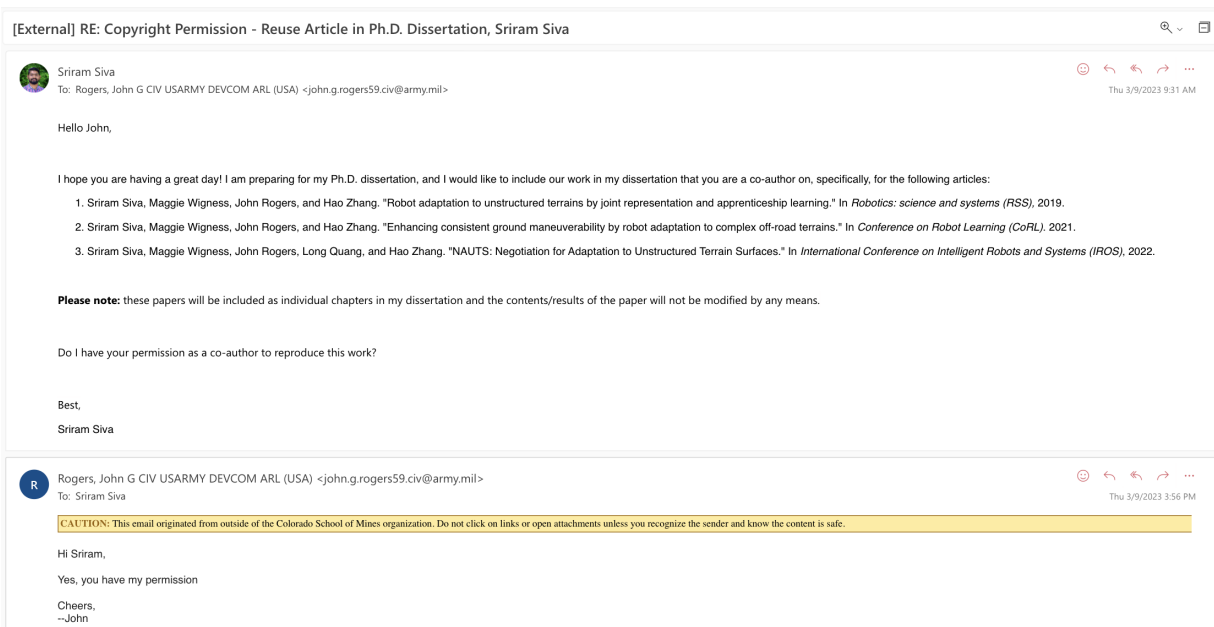 [External] RE: Copyright Permission - Reuse Article in Ph.D. Dissertation, Sriram Siva
Sriram Siva
To: Rogers, John G CIV USARMY DEVCOM ARL (USA) <john.g.rogers59.civ@army.mil>
Thu 3/9/2023 9:31 AM
Hello John,
I hope you are having a great day! I am preparing for my Ph.D. dissertation, and I would like to include our work in my dissertation that you are a co-author on, specifically, for the following articles:
1. Sriram Siva, Maggie Wigness, John Rogers, and Hao Zhang. "Robot adaptation to unstructured terrains by joint representation and apprenticeship learning." In Robotics: science and systems (RSS), 2019.
2. Sriram Siva, Maggie Wigness, John Rogers, and Hao Zhang. "Enhancing consistent ground maneuverability by robot adaptation to complex off-road terrains." In Conference on Robot Learning (CoRL). 2021.
3. Sriram Siva, Maggie Wigness, John Rogers, Long Quang, and Hao Zhang. "NAUTS: Negotiation for Adaptation to Unstructured Terrain Surfaces." In International Conference on Intelligent Robots and Systems (IROS), 2022.
Please note: these papers will be included as individual chapters in my dissertation and the contents/results of the paper will not be modified by any means.
Do I have your permission as a co-author to reproduce this work?
Best,
Sriram Siva
R
Rogers, John G CIV USARMY DEVCOM ARL (USA) <john.g.rogers59.civ@army.mil>
To: Sriram Siva
Thu 3/9/2023 3:56 PM
CAUTION: This email originated from outside of the Colorado School of Mines organization. Do not click on links or open attachments unless you recognize the sender and know the content is safe.
Hi Sriram,
Yes, you have my permission
Cheers,
--John